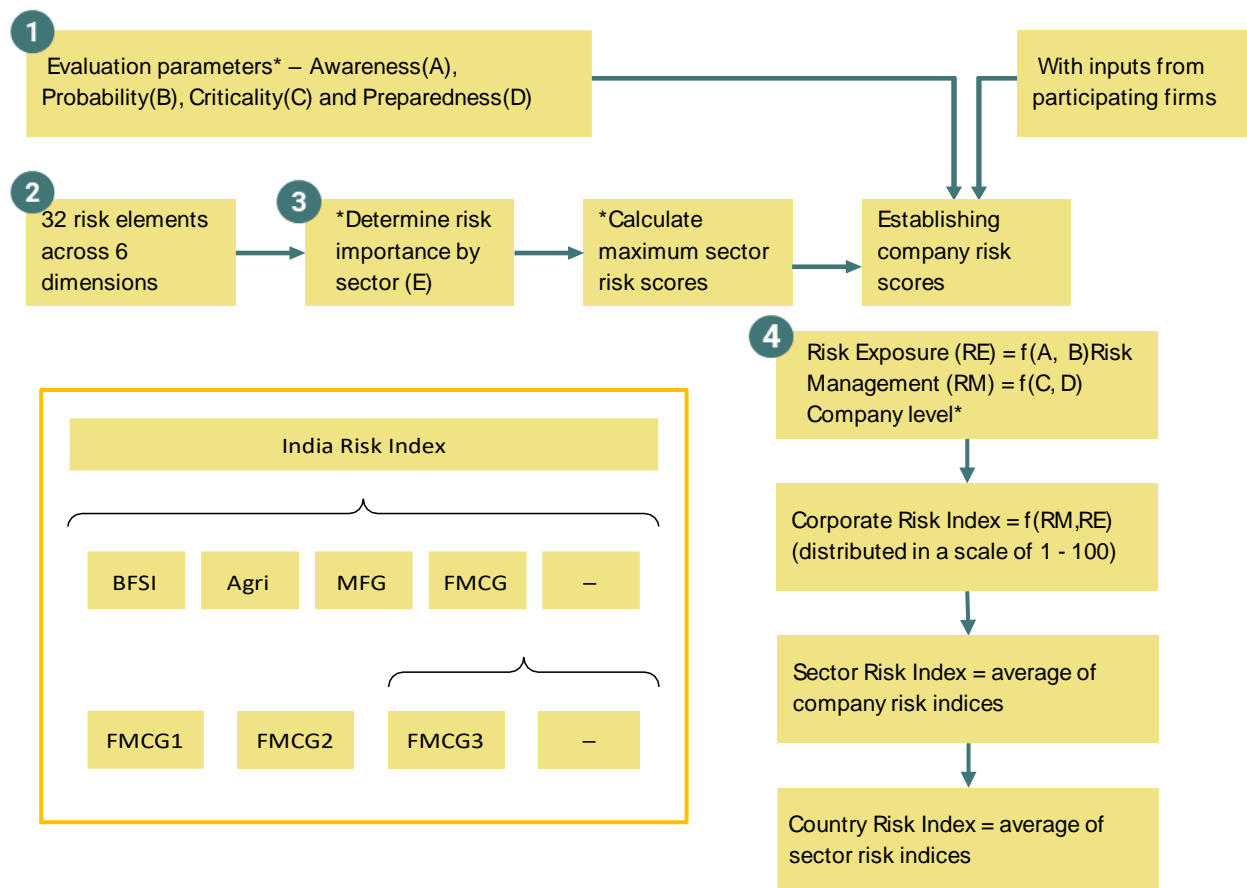 1
Evaluation parameters* – Awareness(A),
Probability(B), Criticality(C) and Preparedness(D)
With inputs from
participating firms
2
32 risk elements
across 6
dimensions
3
*Determine risk
importance by
sector (E)
*Calculate
maximum sector
risk scores
Establishing
company risk
scores
4
Risk Exposure (RE) = f(A, B)Risk
Management (RM) = f(C, D)
Company level*
Corporate Risk Index = f(RM,RE)
(distributed in a scale of 1 - 100)
Sector Risk Index = average of
company risk indices
Country Risk Index = average of
sector risk indices
India Risk Index
BFSI
Agri
MFG
FMCG
–
FMCG1
FMCG2
FMCG3
–